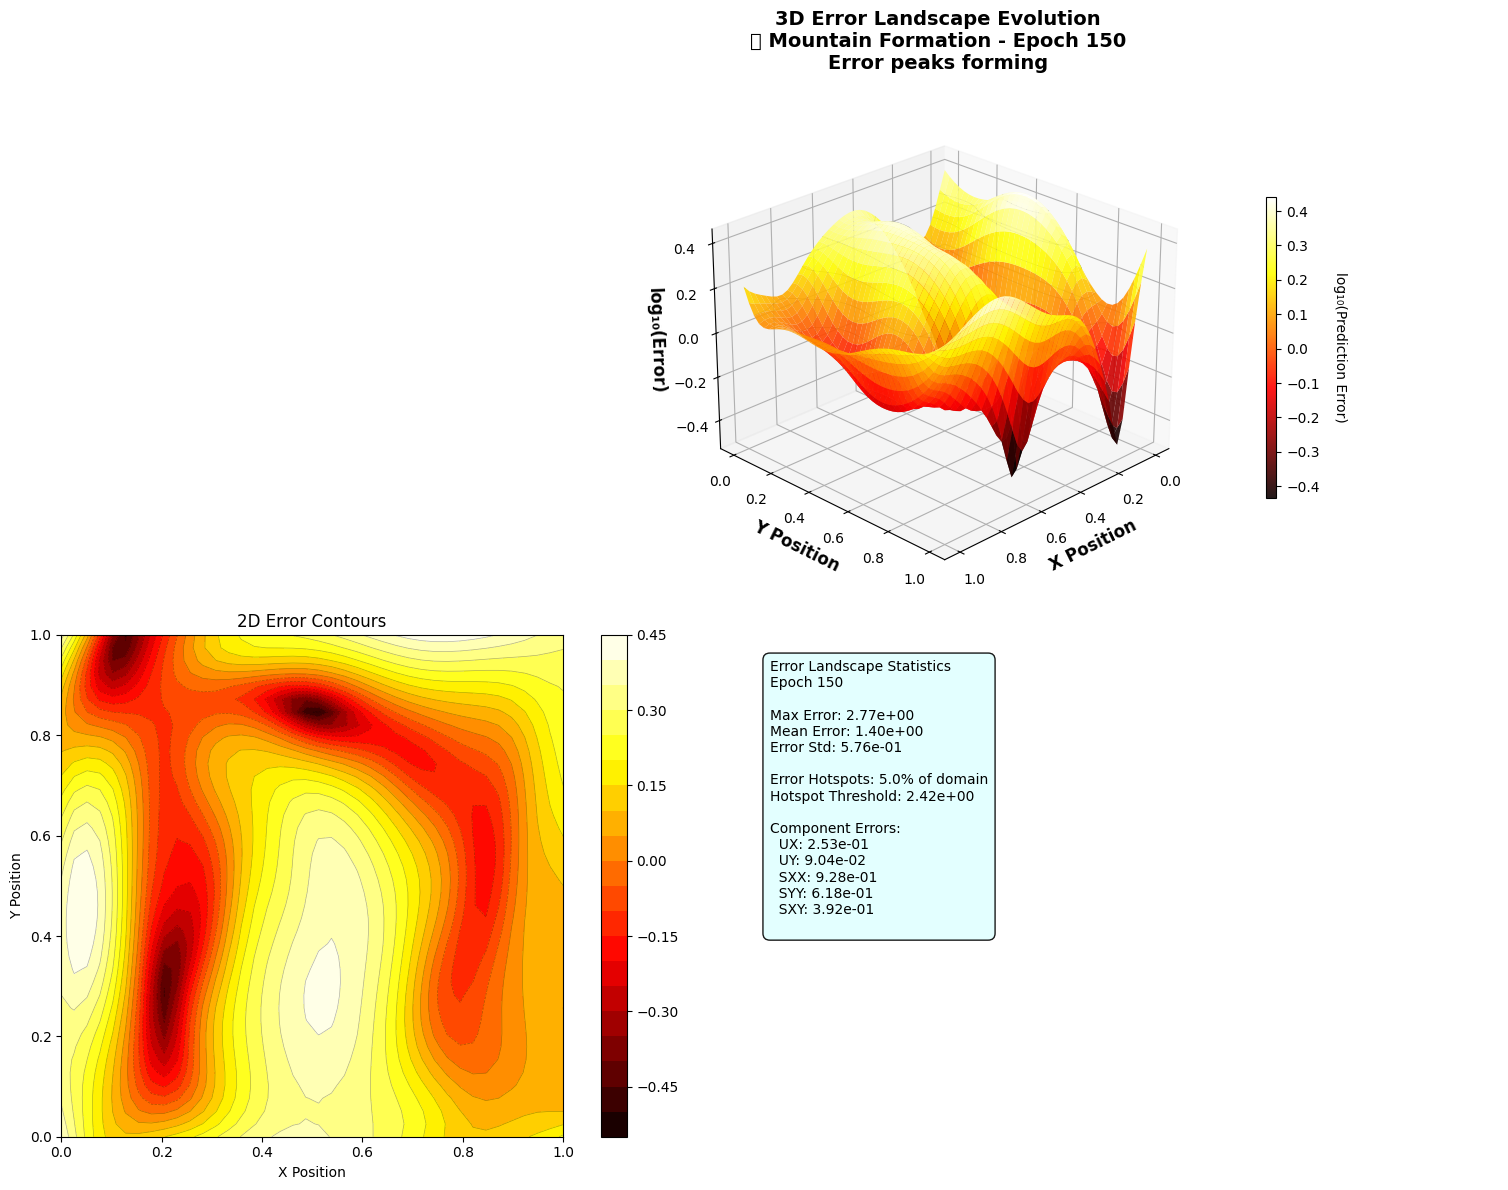 3D Error Landscape Evolution
▯ Mountain Formation - Epoch 150
Error peaks forming
0.4
0.2
0.0
−0.2
−0.4
log₁₀(Error)
0.0
0.2
0.4
0.6
0.8
1.0
Y Position
0.0
0.2
0.4
0.6
0.8
1.0
X Position
0.4
0.3
0.2
0.1
0.0
−0.1
−0.2
−0.3
−0.4
log₁₀(Prediction Error)
2D Error Contours
1.0
0.8
0.6
0.4
0.2
0.0
Y Position
0.0 0.2 0.4 0.6 0.8 1.0
X Position
0.45
0.30
0.15
0.00
−0.15
−0.30
−0.45
Error Landscape Statistics
Epoch 150
Max Error: 2.77e+00
Mean Error: 1.40e+00
Error Std: 5.76e-01
Error Hotspots: 5.0% of domain
Hotspot Threshold: 2.42e+00
Component Errors:
UX: 2.53e-01
UY: 9.04e-02
SXX: 9.28e-01
SYY: 6.18e-01
SXY: 3.92e-01